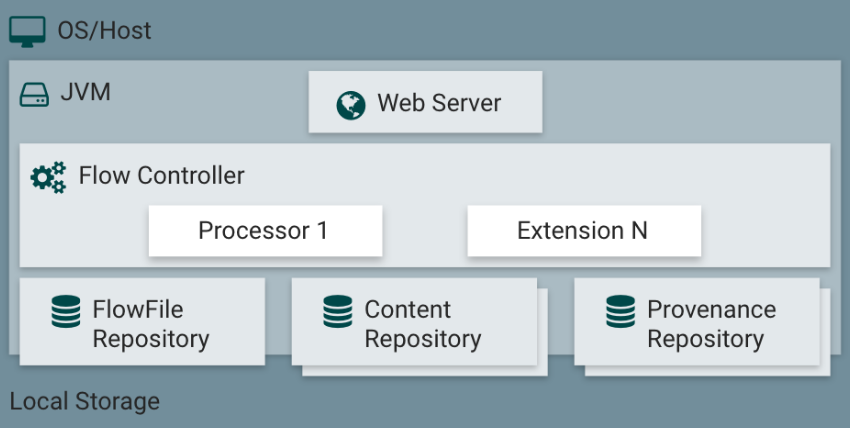 OS/Host
JVM
Web Server
Flow Controller
Processor 1
Extension N
FlowFile
Repository
Content
Repository
Provenance
Repository
Local Storage